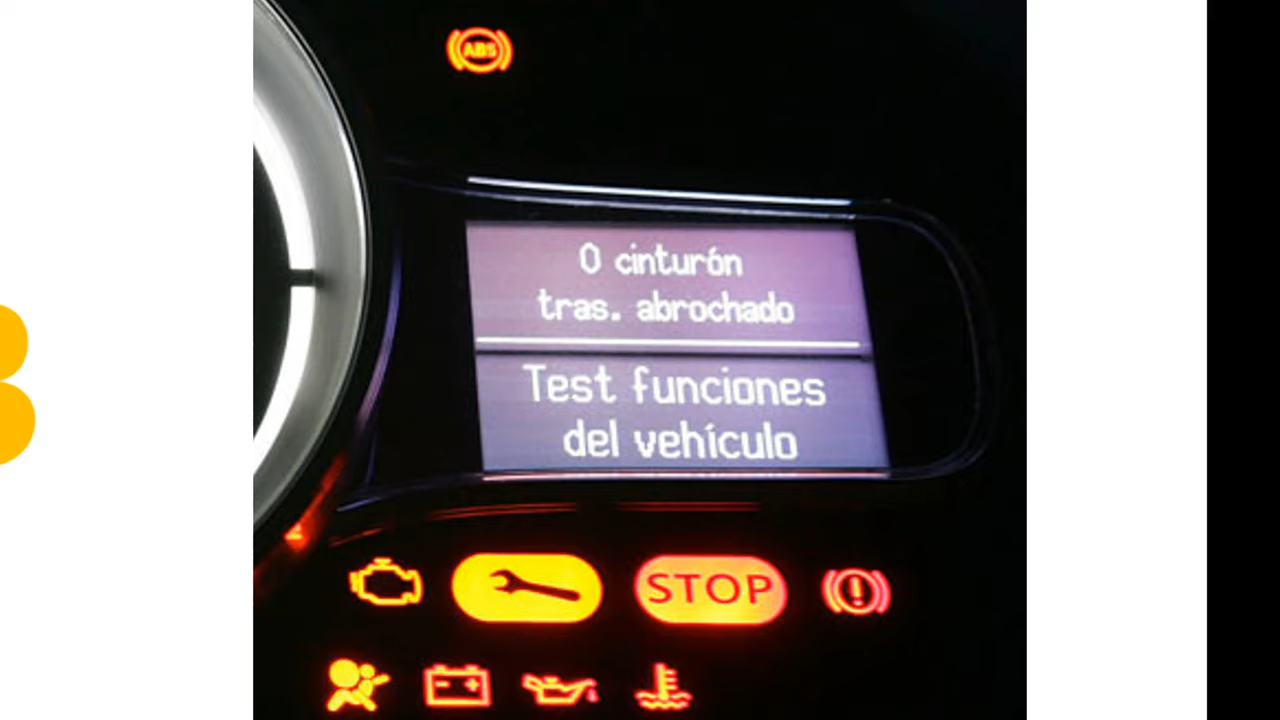 ABS
0 cinturón
tras. abrochado
Test funciones
del vehículo
STOP